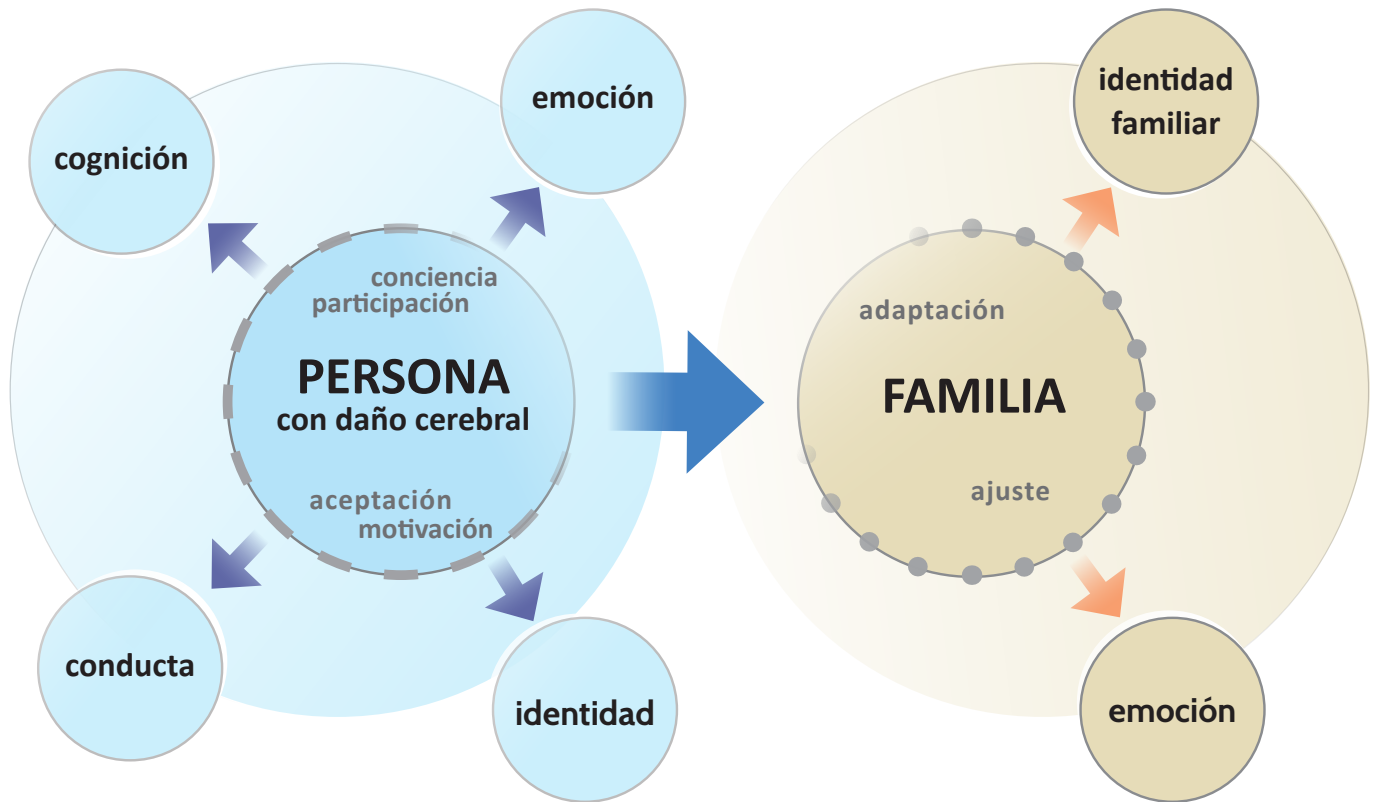 cognición
emoción
conciencia
participación
PERSONA
con daño cerebral
aceptación
motivación
conducta
identidad
identidad
familiar
adaptación
FAMILIA
ajuste
emoción